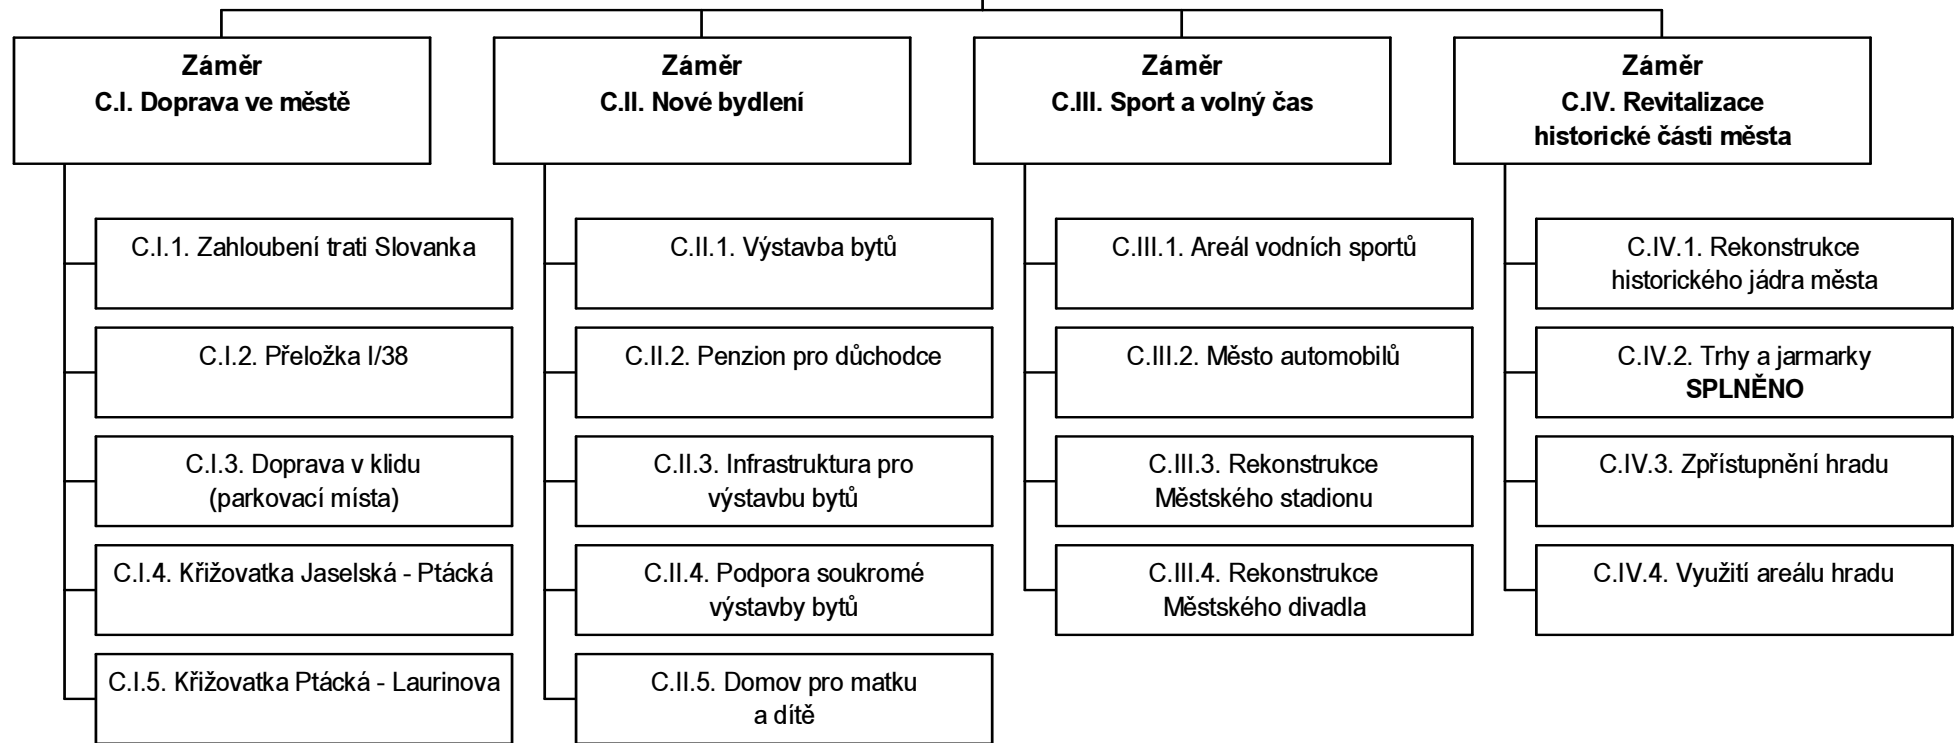 Záměr
C.I. Doprava ve městě
C.I.1. Zahloubení trati Slovanka
C.I.2. Přeložka I/38
C.I.3. Doprava v klidu
(parkovací místa)
C.I.4. Křižovatka Jaselská - Ptácká
C.I.5. Křižovatka Ptácká - Laurinova
Záměr
C.II. Nové bydlení
C.II.1. Výstavba bytů
C.II.2. Penzion pro důchodce
C.II.3. Infrastruktura pro
výstavbu bytů
C.II.4. Podpora soukromé
výstavby bytů
C.II.5. Domov pro matku
a dítě
Záměr
C.III. Sport a volný čas
C.III.1. Areál vodních sportů
C.III.2. Město automobilů
C.III.3. Rekonstrukce
Městského stadionu
C.III.4. Rekonstrukce
Městského divadla
Záměr
C.IV. Revitalizace
historické části města
C.IV.1. Rekonstrukce
historického jádra města
C.IV.2. Trhy a jarmarky
SPLNĚNO
C.IV.3. Zpřístupnění hradu
C.IV.4. Využití areálu hradu